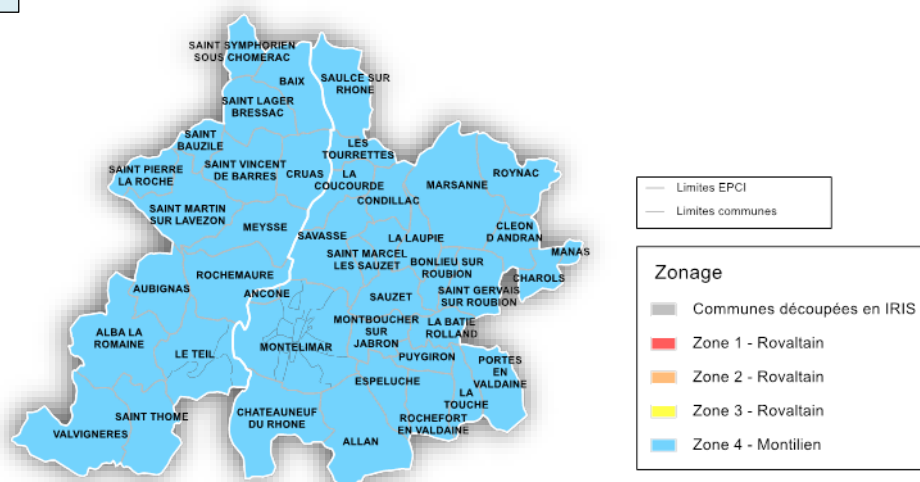 SAINT SYMPHORIEN
SOUS CHOMERAC
BAIX
SAULCE SUR
RHONE
SAINT LAGER
BRESSAC
SAINT
BAUZILE
LES
TOURRETTES
SAINT PIERRE
LA ROCHE
SAINT VINCENT
DE BARRES
CRUAS
LA
COUCOURDE
MARSANNE
ROYNAC
CONDILLAC
SAINT MARTIN
SUR LAVEZON
MEYSSE
SAVASSE
LA LAUPIE
CLEON
D ANDRAN
MANAS
SAINT MARCEL
LES SAUZET
BONLIEU SUR
ROUBION
CHAROLS
ROCHEMAURE
AUBIGNAS
ANCONE
SAUZET
SAINT GERVAIS
SUR ROUBION
ALBA LA
ROMAINE
LE TEIL
MONTELIMAR
MONTBOUCHER
SUR
JABRON
LA BATIE
ROLLAND
PUYGIRON
PORTES
EN
VALDAINE
ESPELUCHE
LA
TOUCHE
SAINT THOME
VALVIGNERES
CHATEAUNEUF
DU RHONE
ALLAN
ROCHEFORT
EN VALDAINE
Limites EPCI
Limites communes
Zonage
Communes découpées en IRIS
Zone 1 - Rovaltain
Zone 2 - Rovaltain
Zone 3 - Rovaltain
Zone 4 - Montilien